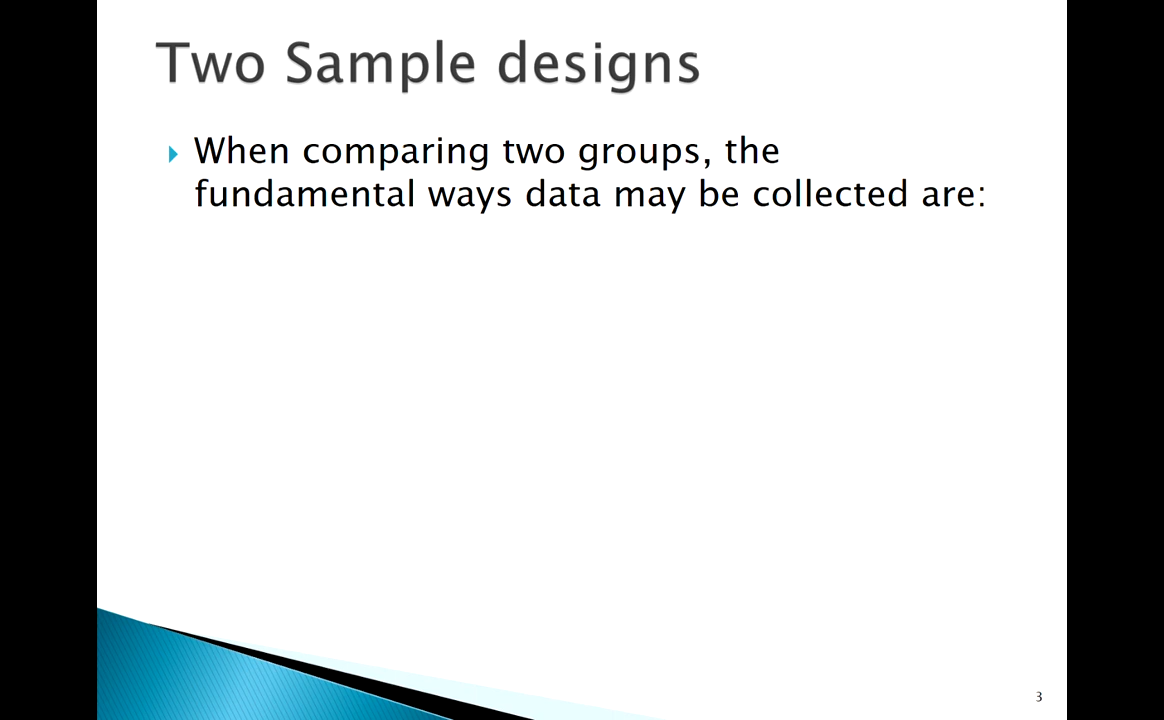 Two Sample designs
When comparing two groups, the
fundamental ways data may be collected are:
3